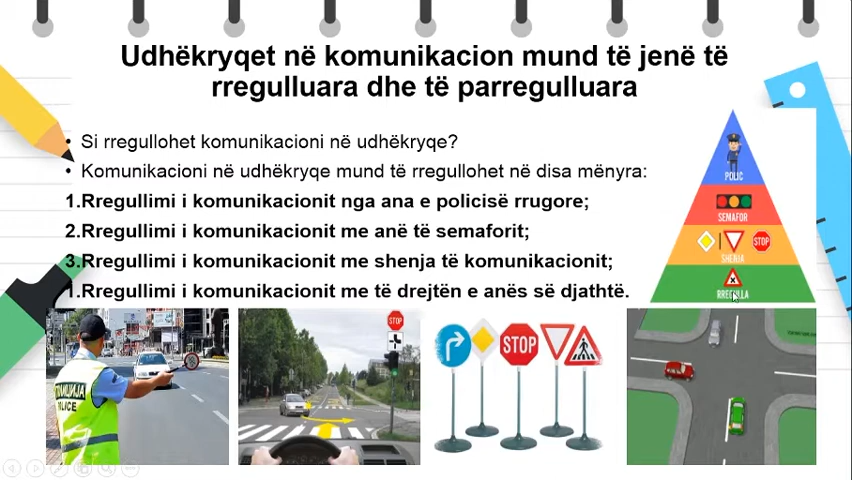 Udhëkryqet në komunikacion mund të jenë të
rregulluara dhe të parregulluara
• Si rregullohet komunikacioni në udhëkryqe?
• Komunikacioni në udhëkryqe mund të rregullohet në disa mënyra:
1.Rregullimi i komunikacionit nga ana e policisë rrugore;
2.Rregullimi i komunikacionit me anë të semaforit;
3.Rregullimi i komunikacionit me shenja të komunikacionit;
1.Rregullimi i komunikacionit me të drejtën e anës së djathtë.
POLIC
SEMAFOR
STOP
SHENJA
RREGULLA
POLICE
STOP
STOP